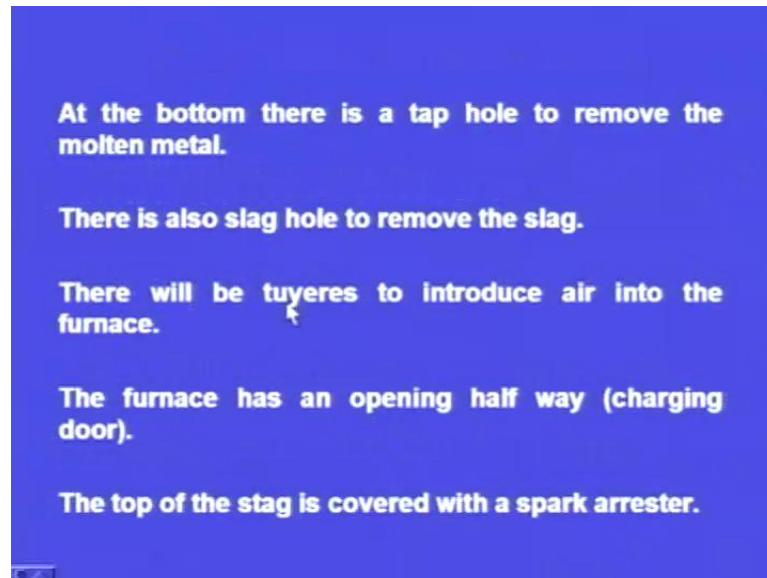 At the bottom there is a tap hole to remove the
molten metal.
There is also slag hole to remove the slag.
There will be tuyeres to introduce air into the
furnace.
The furnace has an opening half way (charging
door).
The top of the stag is covered with a spark arrester.